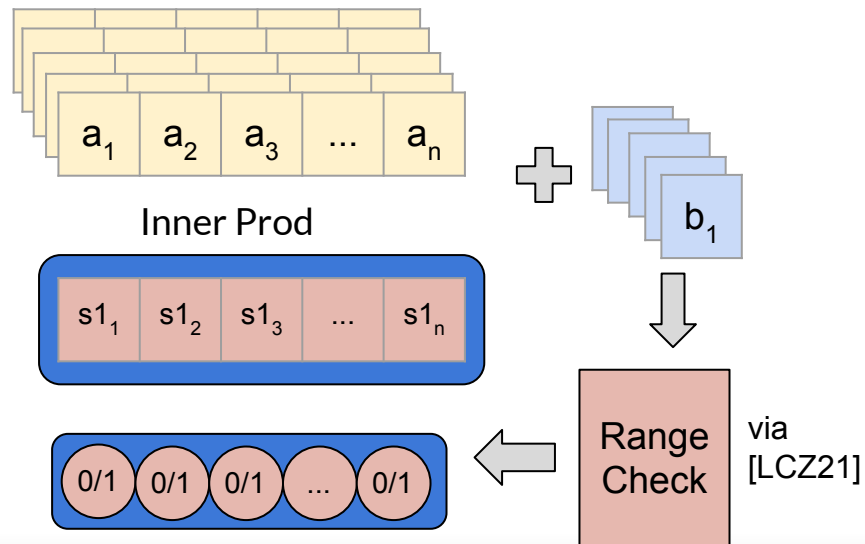 a₁ a₂ a₃ ... aₙ
b₁
Inner Prod
s1₁ s1₂ s1₃ ... s1ₙ
Range
Check
via
[LCZ21]
0/1 0/1 0/1 ... 0/1